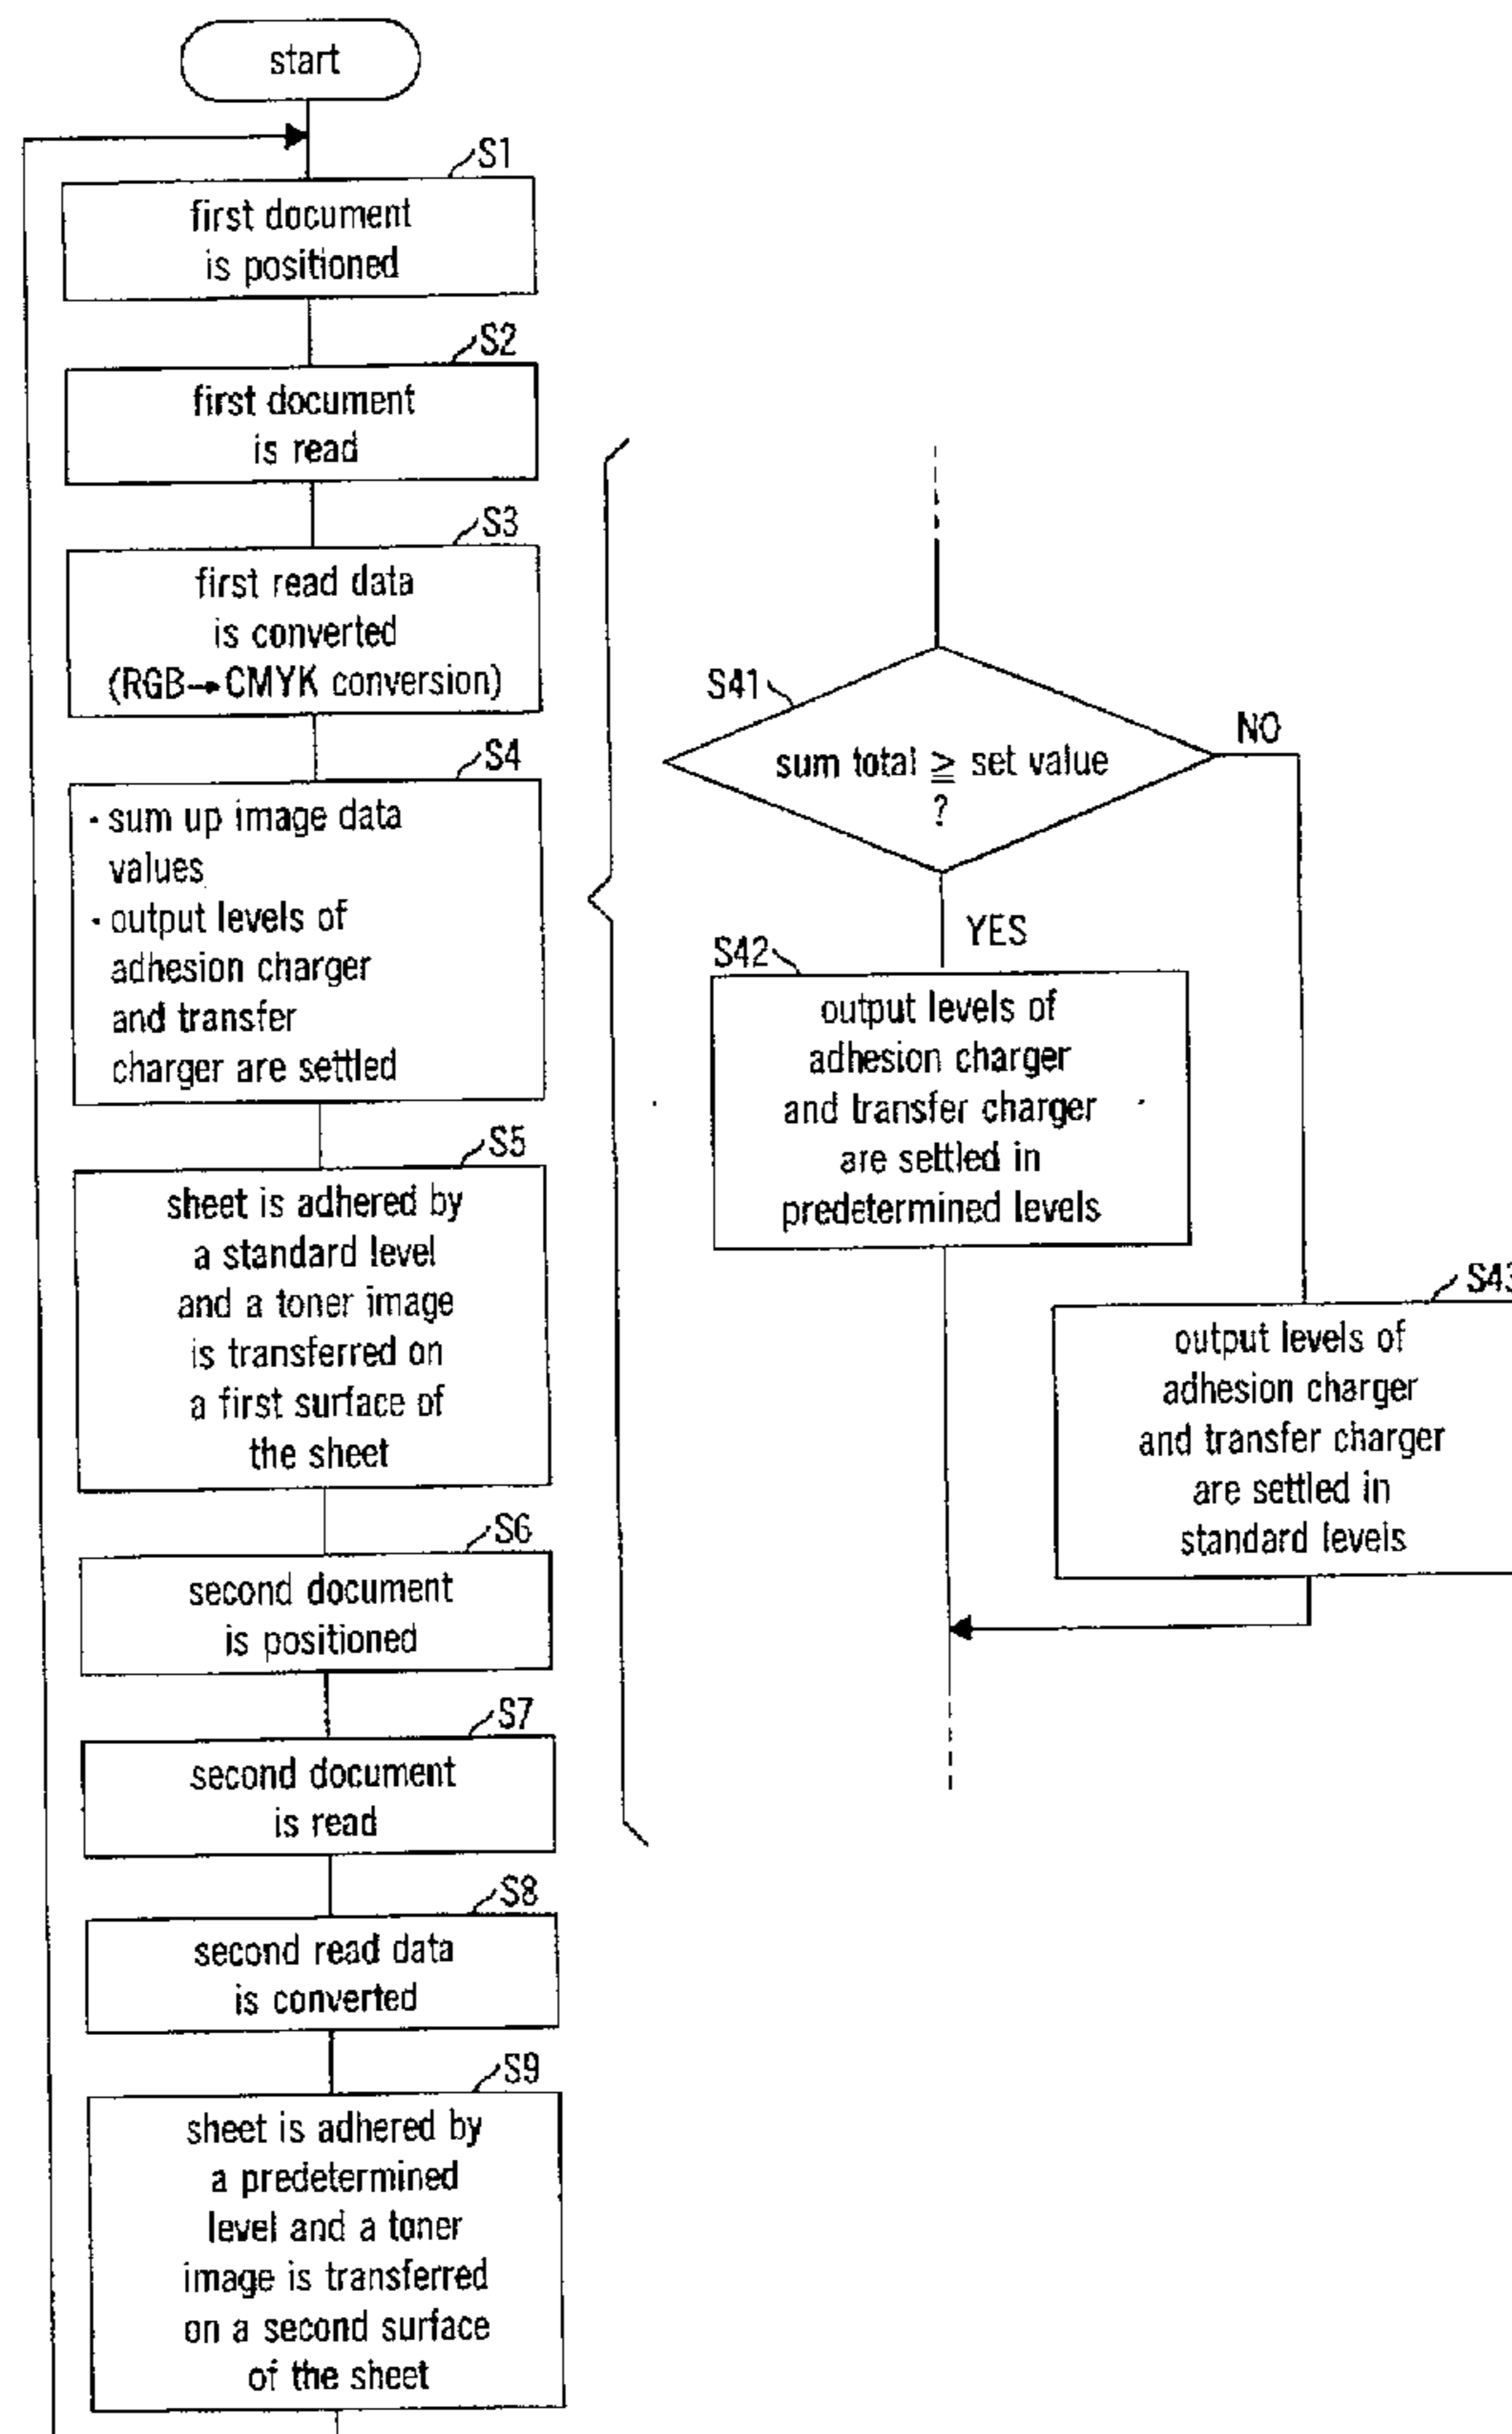 start
S1
first document
is positioned
S2
first document
is read
S3
first read data
is converted
(RGB→CMYK conversion)
S4
- sum up image data
values
- output levels of
adhesion charger
and transfer
charger are settled
S5
sheet is adhered by
a standard level
and a toner image
is transferred on
a first surface of
the sheet
S6
second document
is positioned
S7
second document
is read
S8
second read data
is converted
S9
sheet is adhered by
a predetermined
level and a toner
image is transferred
on a second surface
of the sheet
S41
sum total ≧ set value
?
NO
YES
S42
output levels of
adhesion charger
and transfer charger
are settled in
predetermined levels
S43
output levels of
adhesion charger
and transfer charger
are settled in
standard levels